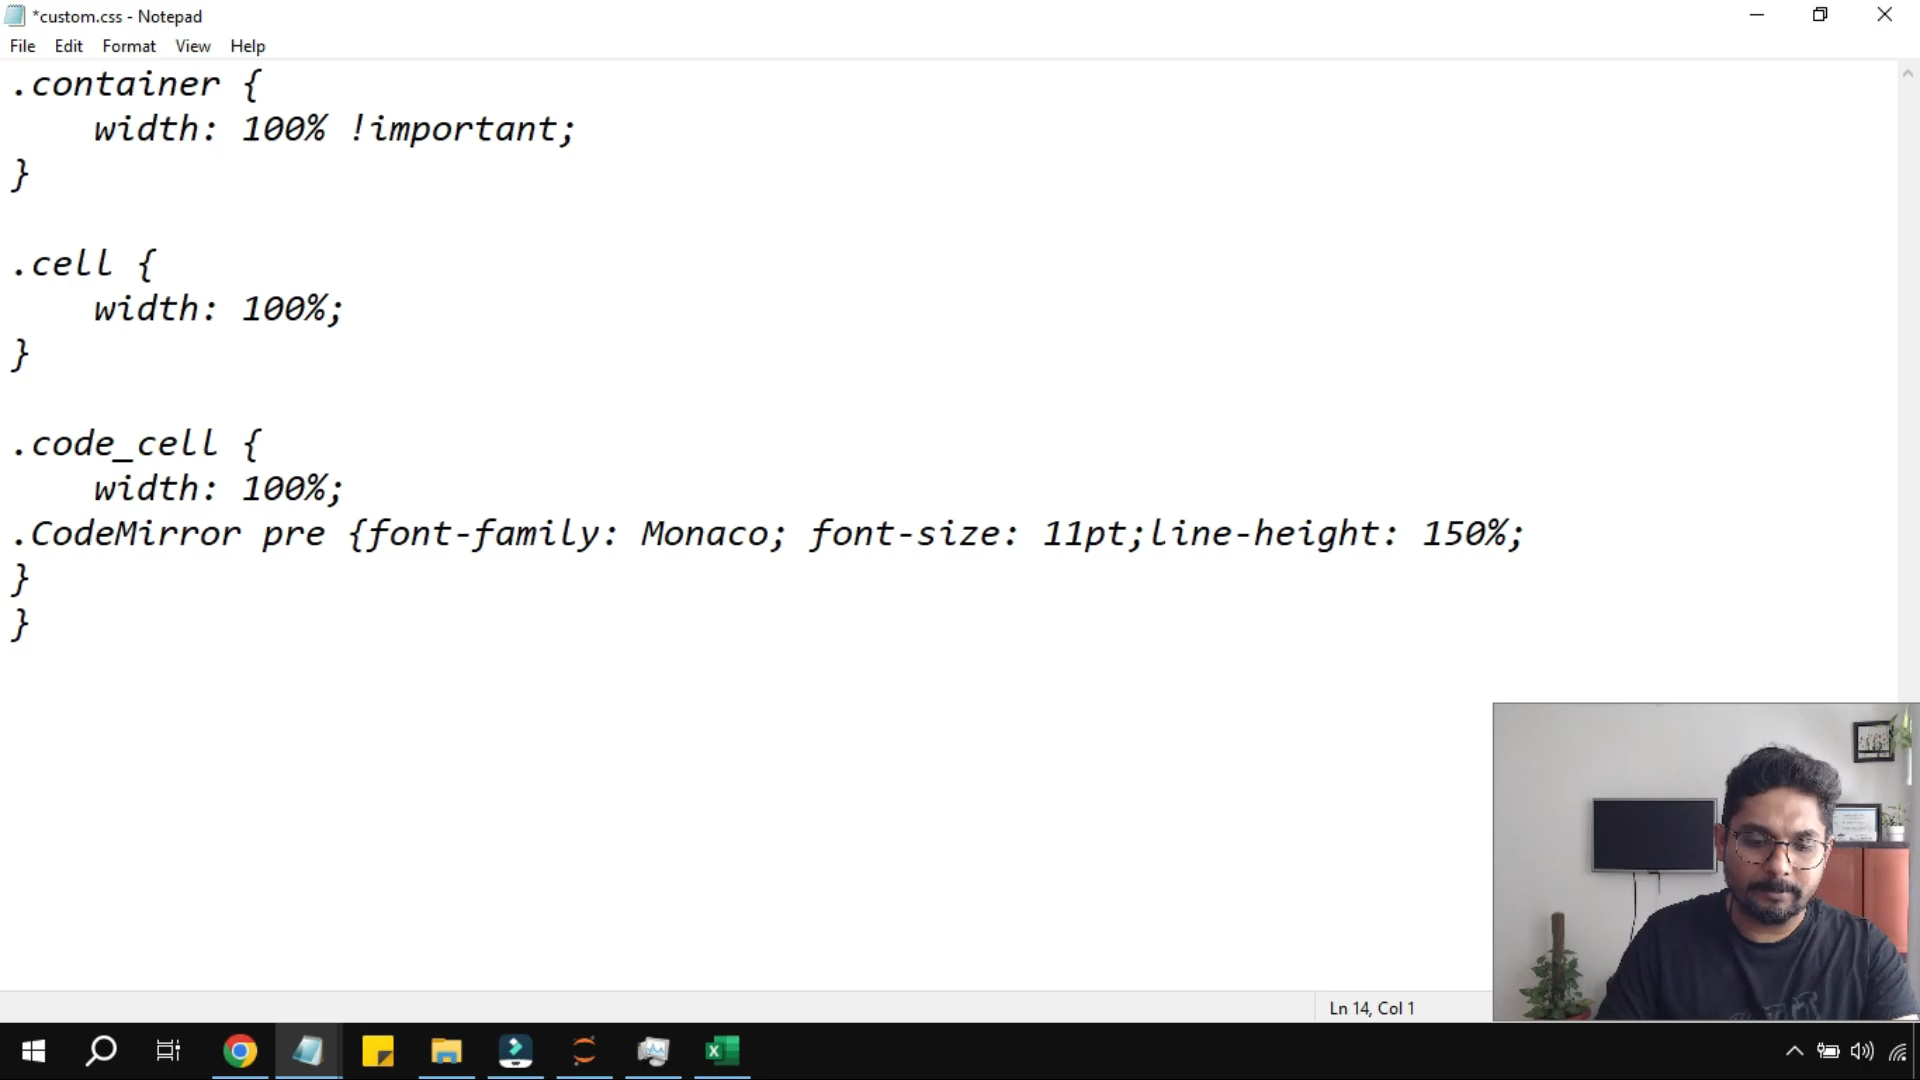 *custom.css - Notepad
File Edit Format View Help
.container {
    width: 100% !important;
}
.cell {
    width: 100%;
}
.code_cell {
    width: 100%;
.CodeMirror pre {font-family: Monaco; font-size: 11pt;line-height: 150%;
}
}
Ln 14, Col 1